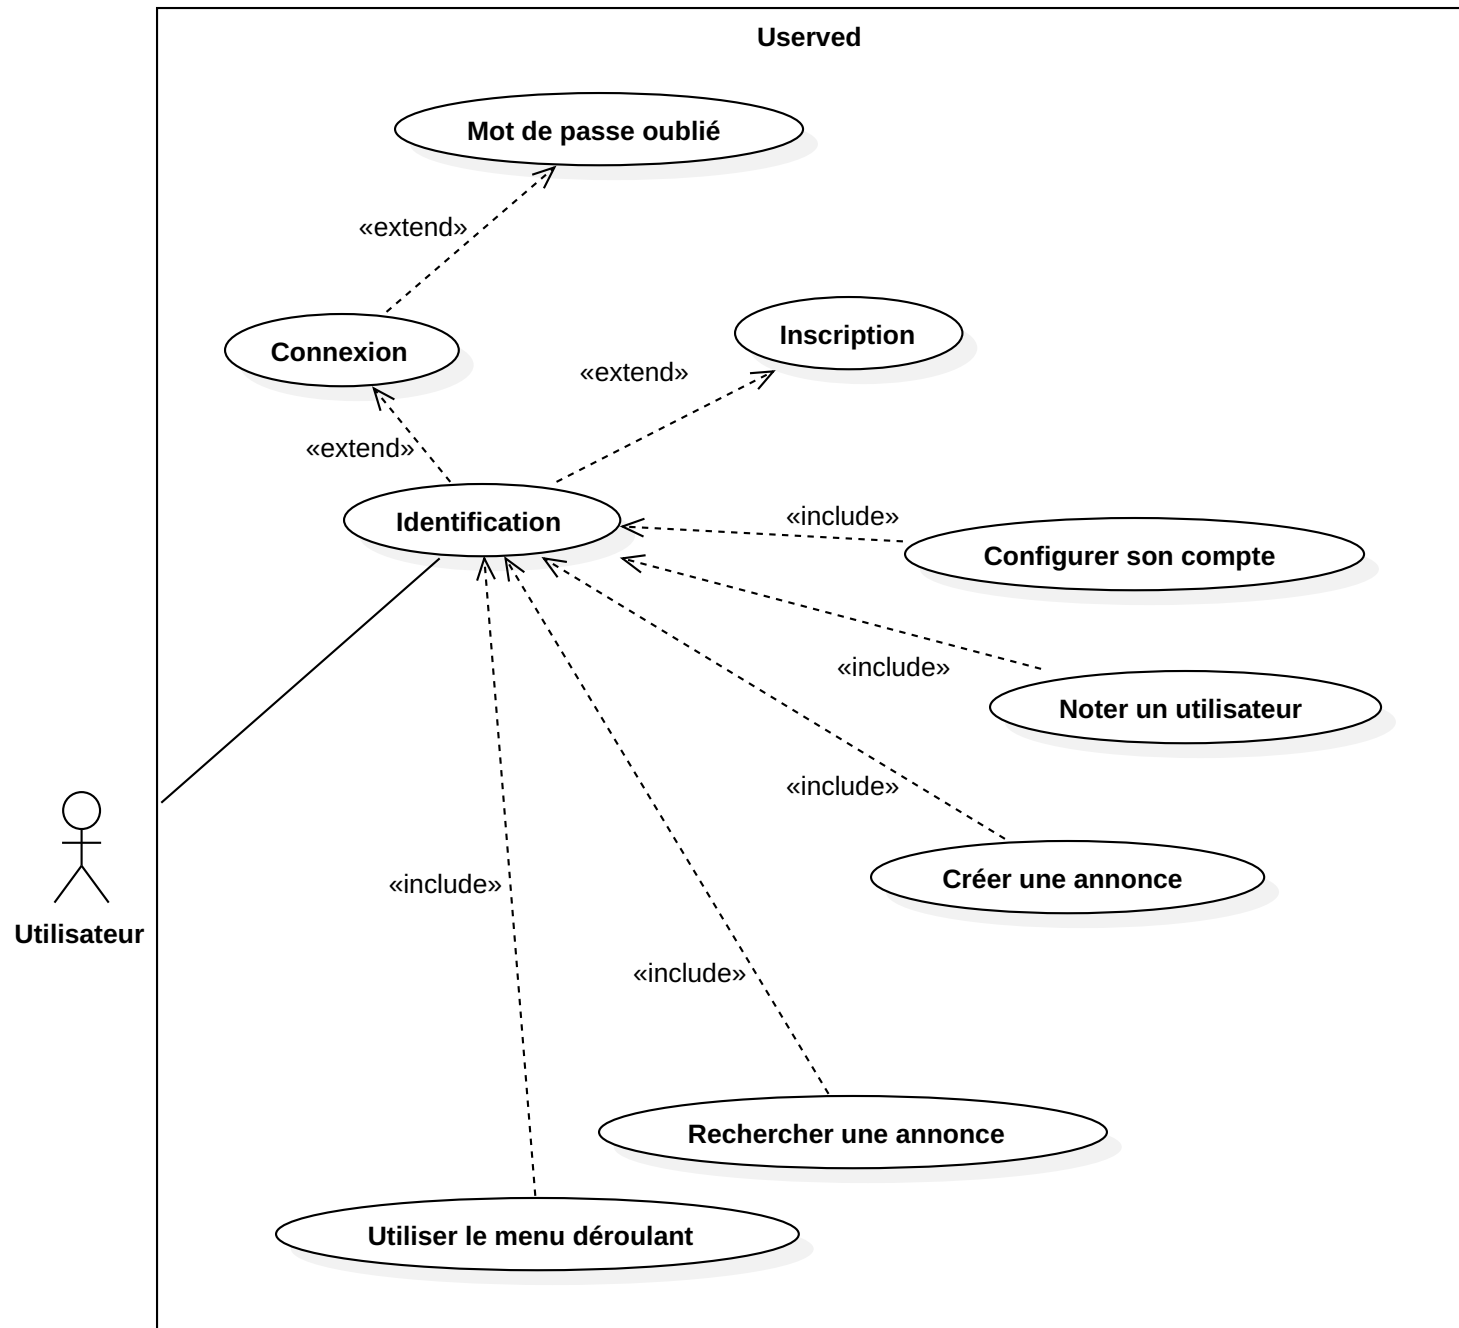 Userved
Mot de passe oublié
«extend»
Inscription
Connexion
«extend»
«extend»
Identification
«include»
Configurer son compte
«include»
Noter un utilisateur
«include»
Créer une annonce
«include»
Utilisateur
«include»
Rechercher une annonce
Utiliser le menu déroulant